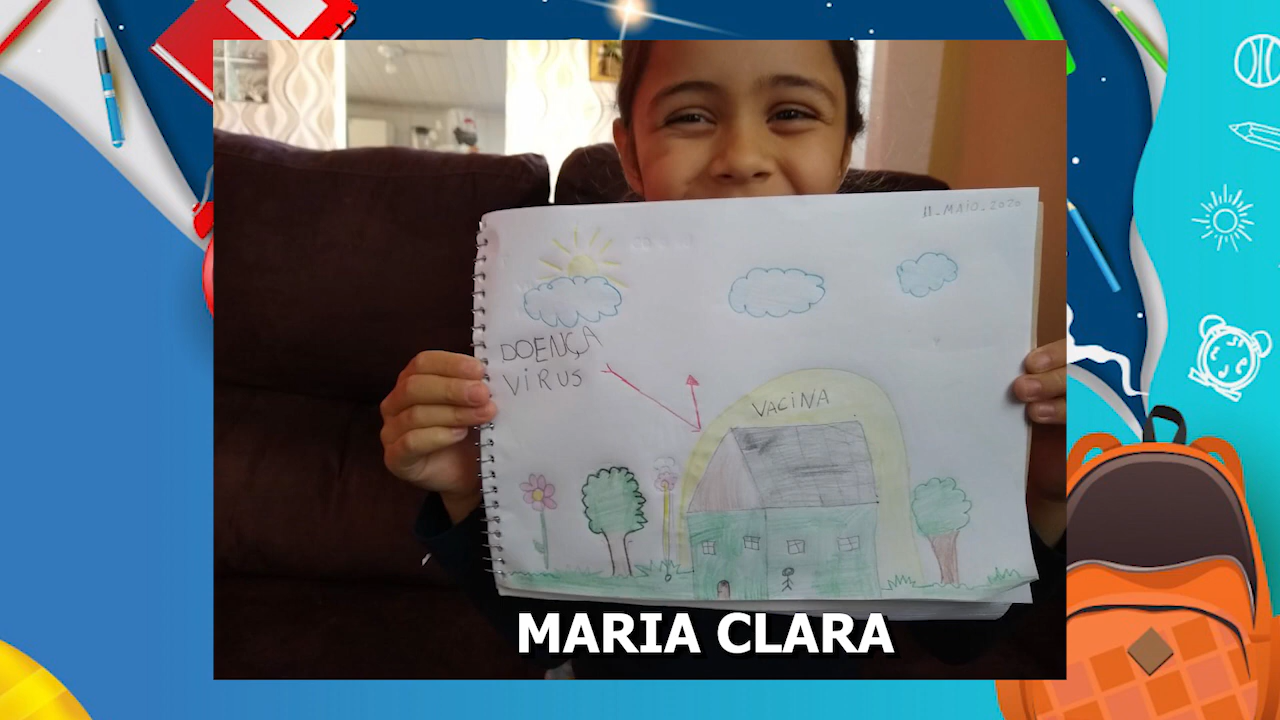 11-MAIO-2020
DOENÇA
VIRUS
VACINA
MARIA CLARA